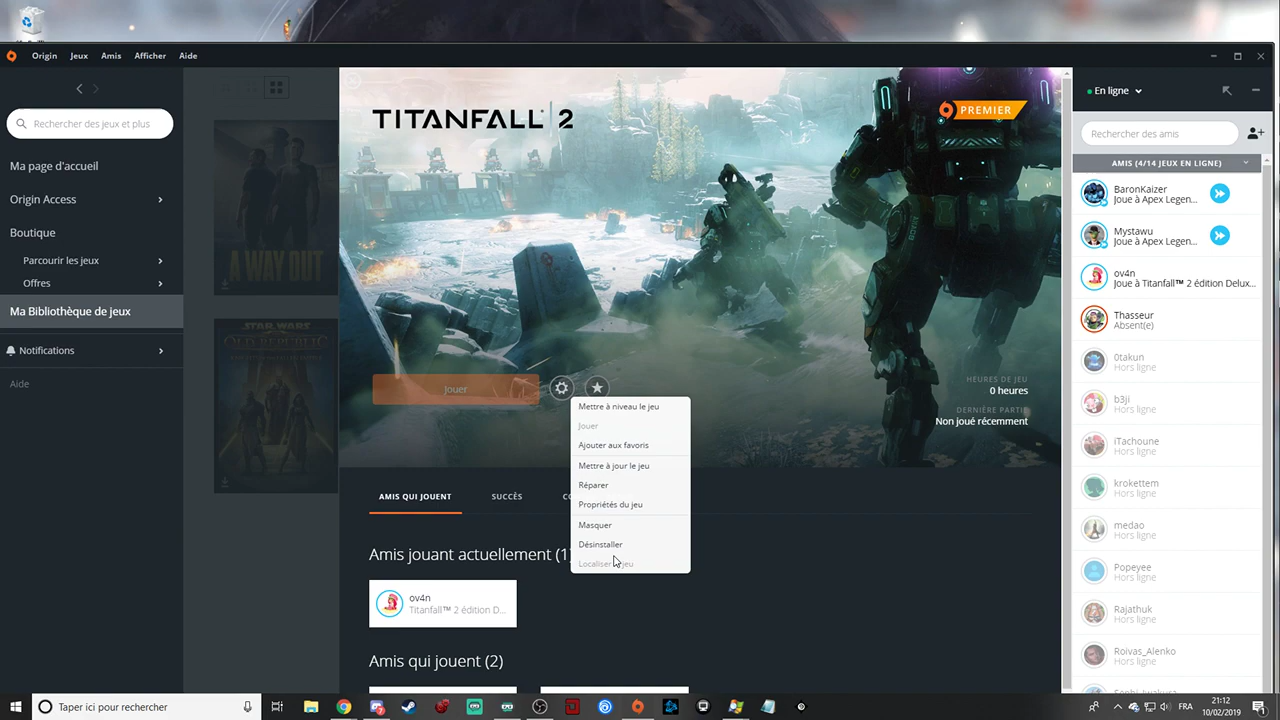 Origin
Jeux
Amis
Afficher
Aide
Rechercher des jeux et plus
Ma page d'accueil
Origin Access
Boutique
Parcourir les jeux
Offres
Ma Bibliothèque de jeux
Notifications
Aide
A WAY OUT
STAR WARS
OLD REPUBLIC
TITANFALL 2
PREMIER
Jouer
HEURES DE JEU
0 heures
DERNIÈRE PARTIE
Non joué récemment
Mettre à niveau le jeu
Jouer
Ajouter aux favoris
Mettre à jour le jeu
Réparer
Propriétés du jeu
Masquer
Désinstaller
Localiser jeu
AMIS QUI JOUENT
SUCCÈS
Amis jouant actuellement (1)
ov4n
Titanfall™ 2 édition D...
Amis qui jouent (2)
En ligne
Rechercher des amis
AMIS (4/14 JEUX EN LIGNE)
BaronKaizer
Joue à Apex Legen...
Mystawu
Joue à Apex Legen...
ov4n
Joue à Titanfall™ 2 édition Delux...
Thasseur
Absent(e)
0takun
Hors ligne
b3ji
Hors ligne
iTachoune
Hors ligne
krokettem
Hors ligne
medao
Hors ligne
Popeyee
Hors ligne
Rajathuk
Hors ligne
Roivas_Alenko
Hors ligne
Taper ici pour rechercher
FRA
21:12
10/02/2019